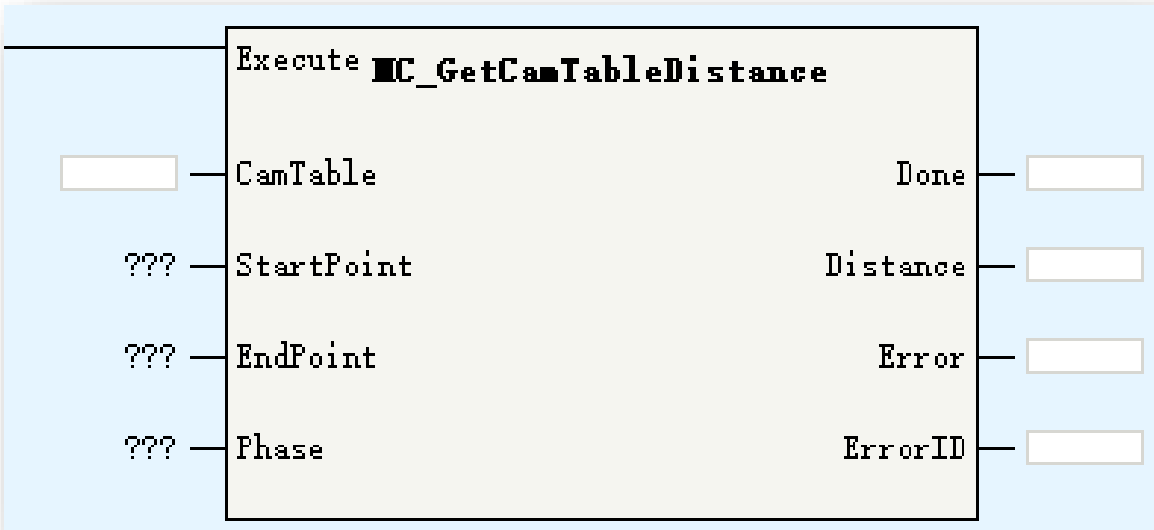 Execute MC_GetCamTableDistance
CamTable Done
??? StartPoint Distance
??? EndPoint Error
??? Phase ErrorID